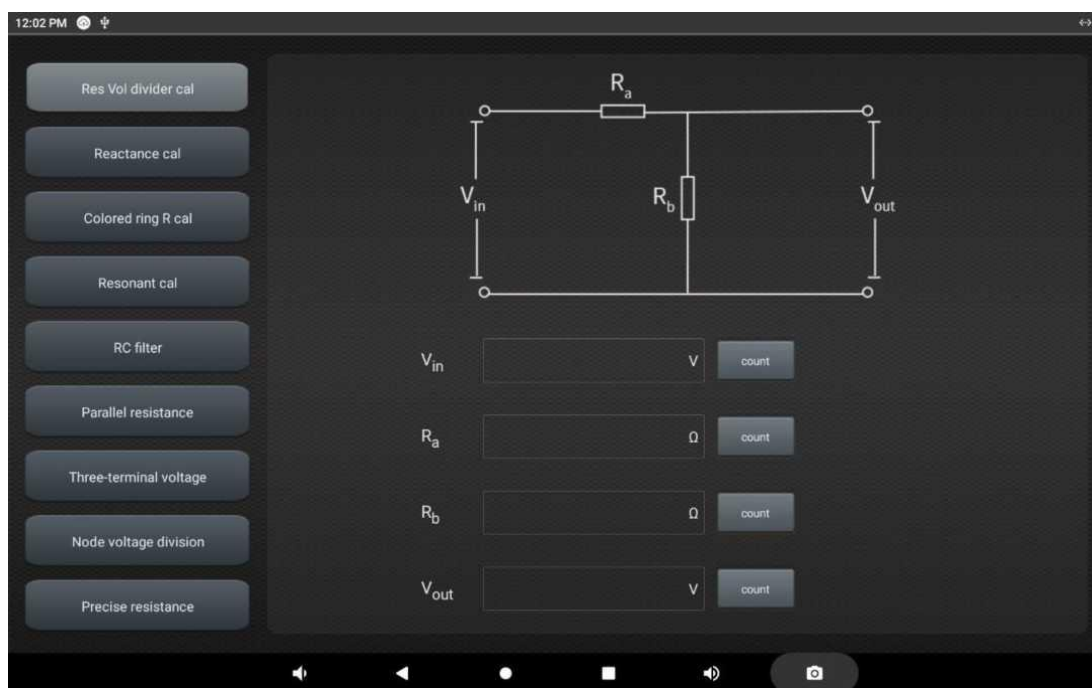 12:02 PM
Res Vol divider cal
Reactance cal
Colored ring R cal
Resonant cal
RC filter
Parallel resistance
Three-terminal voltage
Node voltage division
Precise resistance
Ra
Vin
Rb
Vout
Vin V count
Ra Ω count
Rb Ω count
Vout V count